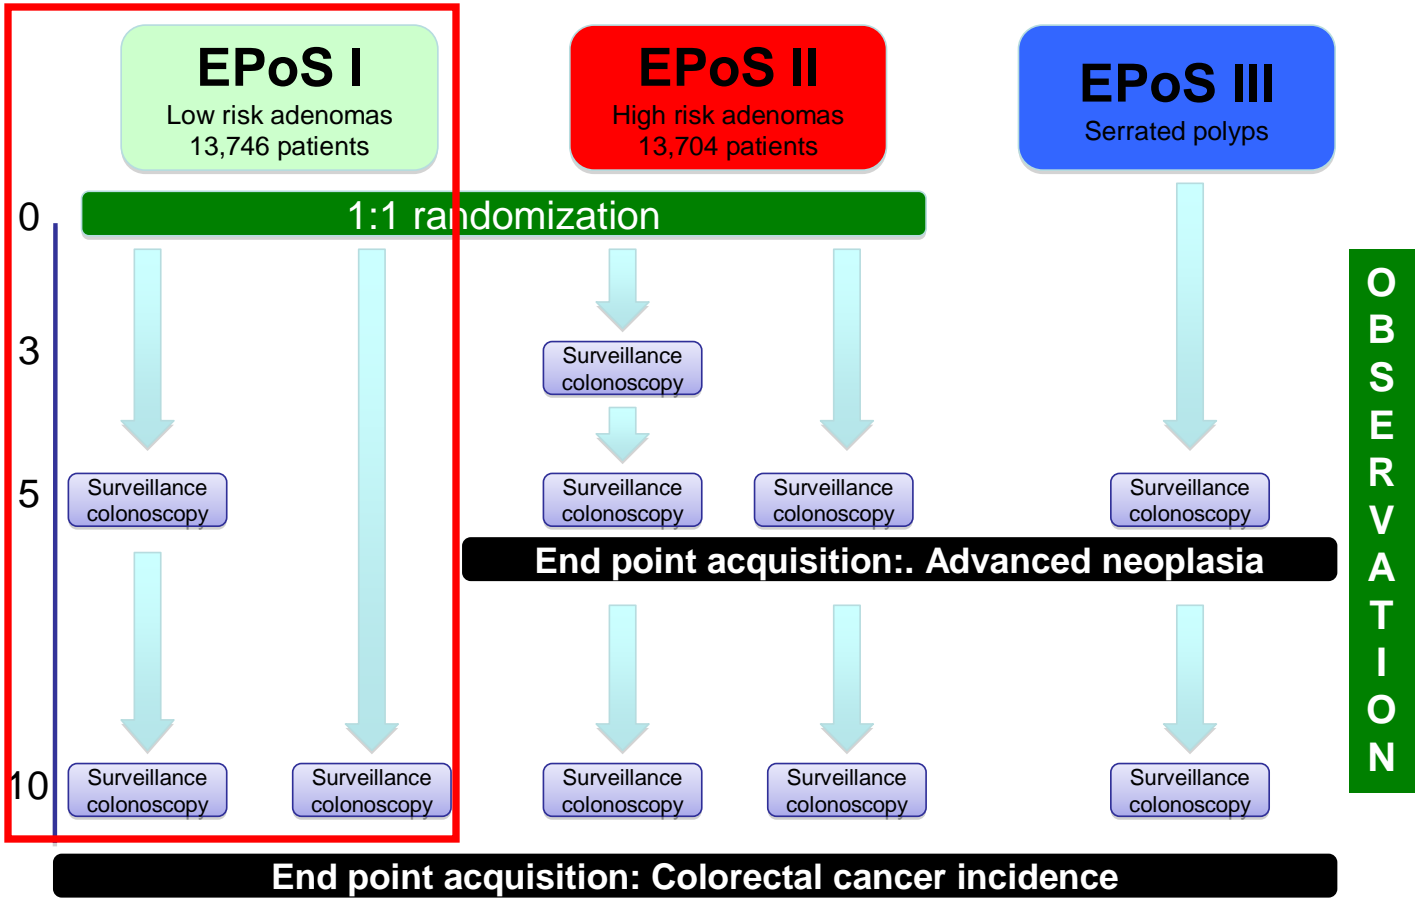 EPoS I
Low risk adenomas
13,746 patients
EPoS II
High risk adenomas
13,704 patients
EPoS III
Serrated polyps
0
1:1 randomization
3
Surveillance
colonoscopy
5
Surveillance
colonoscopy
Surveillance
colonoscopy
Surveillance
colonoscopy
Surveillance
colonoscopy
End point acquisition:. Advanced neoplasia
10
Surveillance
colonoscopy
Surveillance
colonoscopy
Surveillance
colonoscopy
Surveillance
colonoscopy
Surveillance
colonoscopy
End point acquisition: Colorectal cancer incidence
O
B
S
E
R
V
A
T
I
O
N